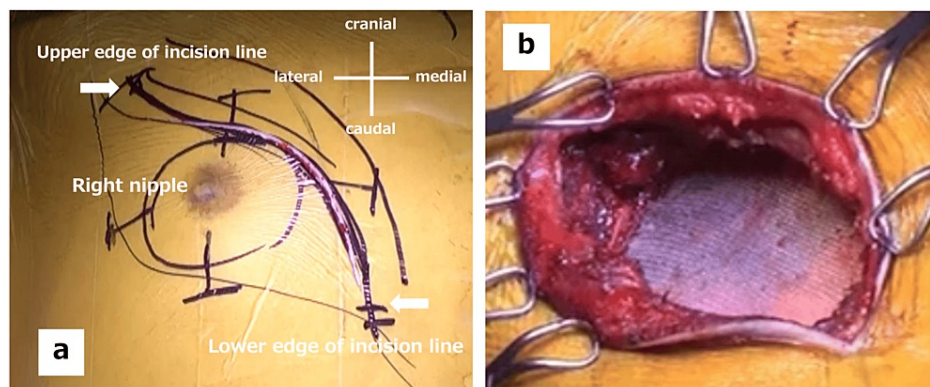 cranial
Upper edge of incision line
lateral
medial
caudal
Right nipple
Lower edge of incision line
a
b